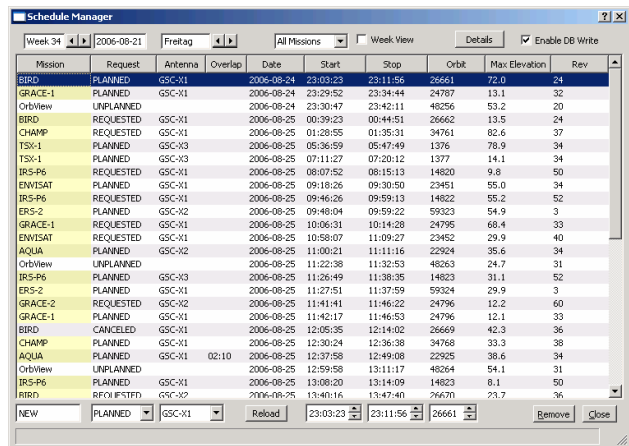 Schedule Manager
Week 34 2006-08-21 Freitag All Missions Week View Details Enable DB Write
Mission Request Antenna Overlap Date Start Stop Orbit Max Elevation Rev
BIRD PLANNED GSC-X1 2006-08-24 23:03:23 23:11:56 26661 72.0 24
GRACE-1 PLANNED GSC-X1 2006-08-24 23:29:52 23:34:44 24787 13.1 32
OrbView UNPLANNED 2006-08-24 23:30:47 23:42:11 48256 53.2 20
BIRD REQUESTED GSC-X1 2006-08-25 00:39:23 00:44:51 26662 13.5 24
CHAMP REQUESTED GSC-X1 2006-08-25 01:28:55 01:35:31 34761 82.6 37
TSX-1 PLANNED GSC-X3 2006-08-25 05:36:59 05:47:49 1376 78.9 34
TSX-1 PLANNED GSC-X3 2006-08-25 07:11:27 07:20:12 1377 14.1 34
IRS-P6 REQUESTED GSC-X1 2006-08-25 08:07:52 08:15:13 14820 9.8 50
ENVISAT PLANNED GSC-X1 2006-08-25 09:18:26 09:30:50 23451 55.0 34
IRS-P6 REQUESTED GSC-X1 2006-08-25 09:46:26 09:59:13 14822 55.2 52
ERS-2 PLANNED GSC-X2 2006-08-25 09:48:04 09:59:22 59323 54.9 3
GRACE-1 REQUESTED GSC-X1 2006-08-25 10:06:31 10:14:28 24795 68.4 33
ENVISAT REQUESTED GSC-X1 2006-08-25 10:58:07 11:09:27 23452 29.9 40
AQUA PLANNED GSC-X2 2006-08-25 11:00:21 11:11:16 22924 35.6 34
OrbView UNPLANNED 2006-08-25 11:22:38 11:32:53 48263 24.7 31
IRS-P6 PLANNED GSC-X3 2006-08-25 11:26:49 11:38:35 14823 31.1 52
ERS-2 PLANNED GSC-X1 2006-08-25 11:27:51 11:37:59 59324 29.9 3
GRACE-2 REQUESTED GSC-X2 2006-08-25 11:41:41 11:46:22 24796 12.2 60
GRACE-1 PLANNED GSC-X1 2006-08-25 11:42:17 11:46:53 24796 12.1 33
BIRD CANCELED GSC-X1 2006-08-25 12:05:35 12:14:02 26669 42.3 36
CHAMP PLANNED GSC-X1 2006-08-25 12:30:24 12:36:38 34768 33.3 38
AQUA PLANNED GSC-X1 02:10 2006-08-25 12:37:58 12:49:08 22925 38.6 34
OrbView UNPLANNED 2006-08-25 12:59:58 13:11:17 48264 54.1 31
IRS-P6 PLANNED GSC-X1 2006-08-25 13:08:20 13:14:09 14823 8.1 50
BIRD REQUESTED GSC-X2 2006-08-25 13:40:16 13:47:40 26670 23.7 36
NEW PLANNED GSC-X1 Reload 23:03:23 23:11:56 26661 Remove Close